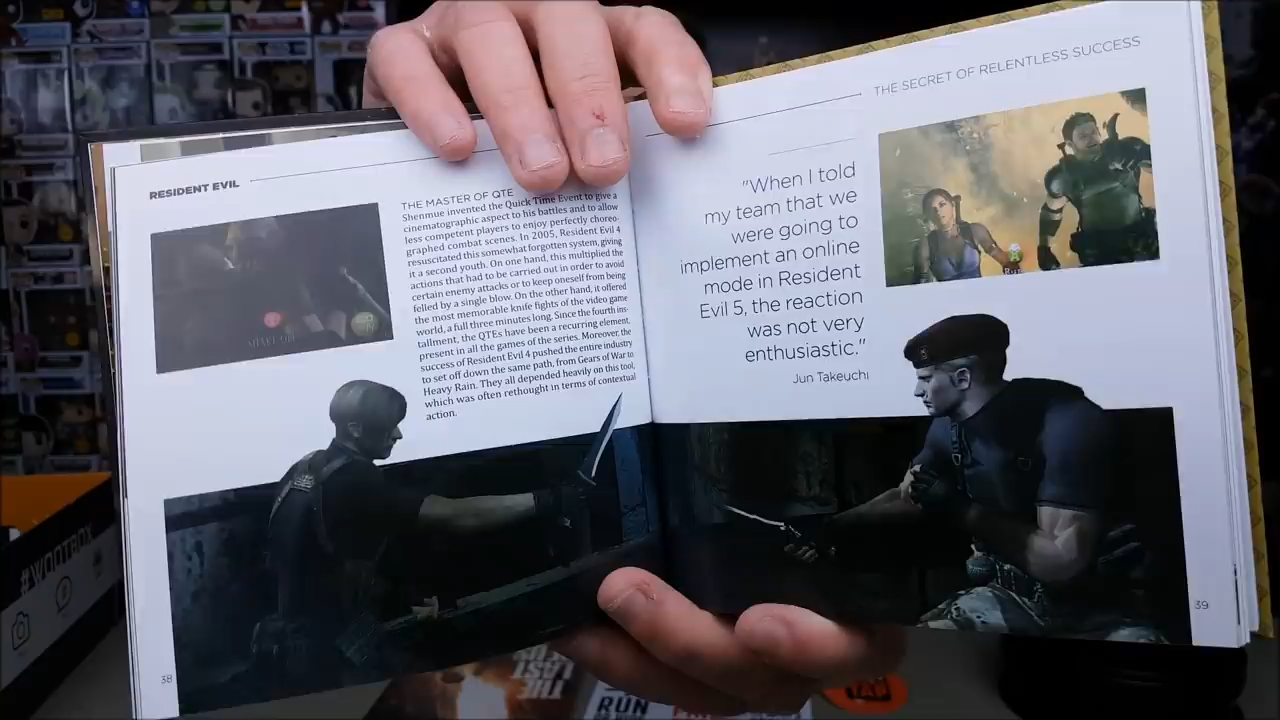 RESIDENT EVIL
THE MASTER OF QTE
Shenmue invented the Quick Time Event to give a
cinematographic aspect to his battles and to allow
less competent players to enjoy perfectly choreo-
graphed combat scenes. In 2005, Resident Evil 4
resuscitated this somewhat forgotten system, giving
it a second youth. On one hand, this multiplied the
actions that had to be carried out in order to avoid
certain enemy attacks or to keep oneself from being
felled by a single blow. On the other hand, it offered
the most memorable knife fights of the video game
world, a full three minutes long. Since the fourth ins-
tallment, the QTEs have been a recurring element,
present in all the games of the series. Moreover, the
success of Resident Evil 4 pushed the entire industry
to set off down the same path, from Gears of War to
Heavy Rain. They all depended heavily on this tool,
which was often rethought in terms of contextual
action.
SHAKE OFF
38
THE SECRET OF RELENTLESS SUCCESS
"When I told
my team that we
were going to
implement an online
mode in Resident
Evil 5, the reaction
was not very
enthusiastic."
Jun Takeuchi
39
#WOOTBOX
THE LAST
RUN